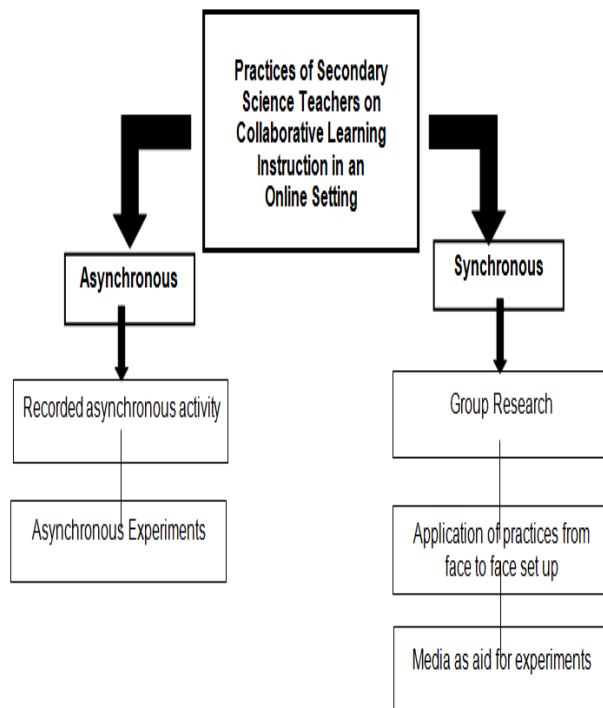 Practices of Secondary
Science Teachers on
Collaborative Learning
Instruction in an
Online Setting
Asynchronous
Synchronous
Recorded asynchronous activity
Group Research
Asynchronous Experiments
Application of practices from
face to face set up
Media as aid for experiments